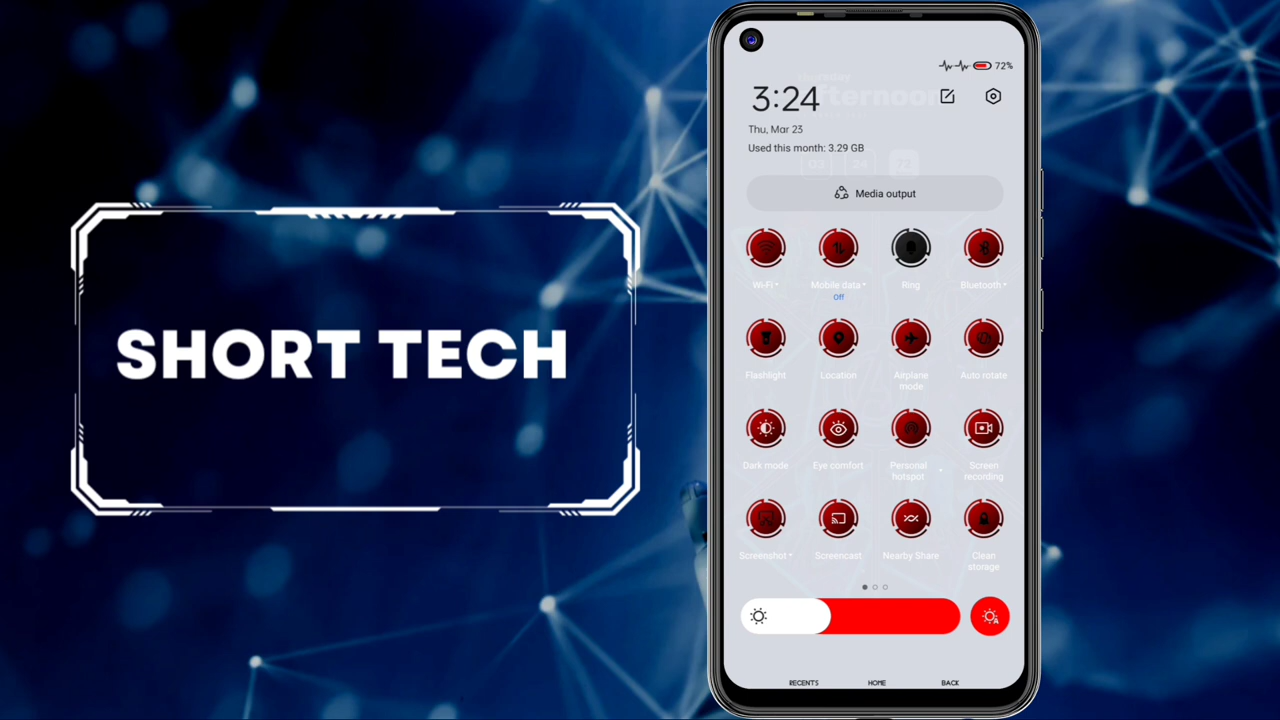 SHORT TECH
72%
3:24
Thu, Mar 23
Used this month: 3.29 GB
Media output
Wi-Fi
Mobile data
Off
Ring
Bluetooth
Flashlight
Location
Airplane
mode
Auto rotate
Dark mode
Eye comfort
Personal
hotspot
Screen
recording
Screenshot
Screencast
Nearby Share
Clean
storage
RECENTS
HOME
BACK